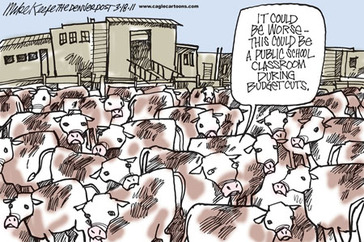 Mike Keefe THE DENVER POST 3·18·11 www.caglecartoons.com
IT COULD
BE WORSE—
THIS COULD BE
A PUBLIC SCHOOL
CLASSROOM
DURING
BUDGET CUTS.